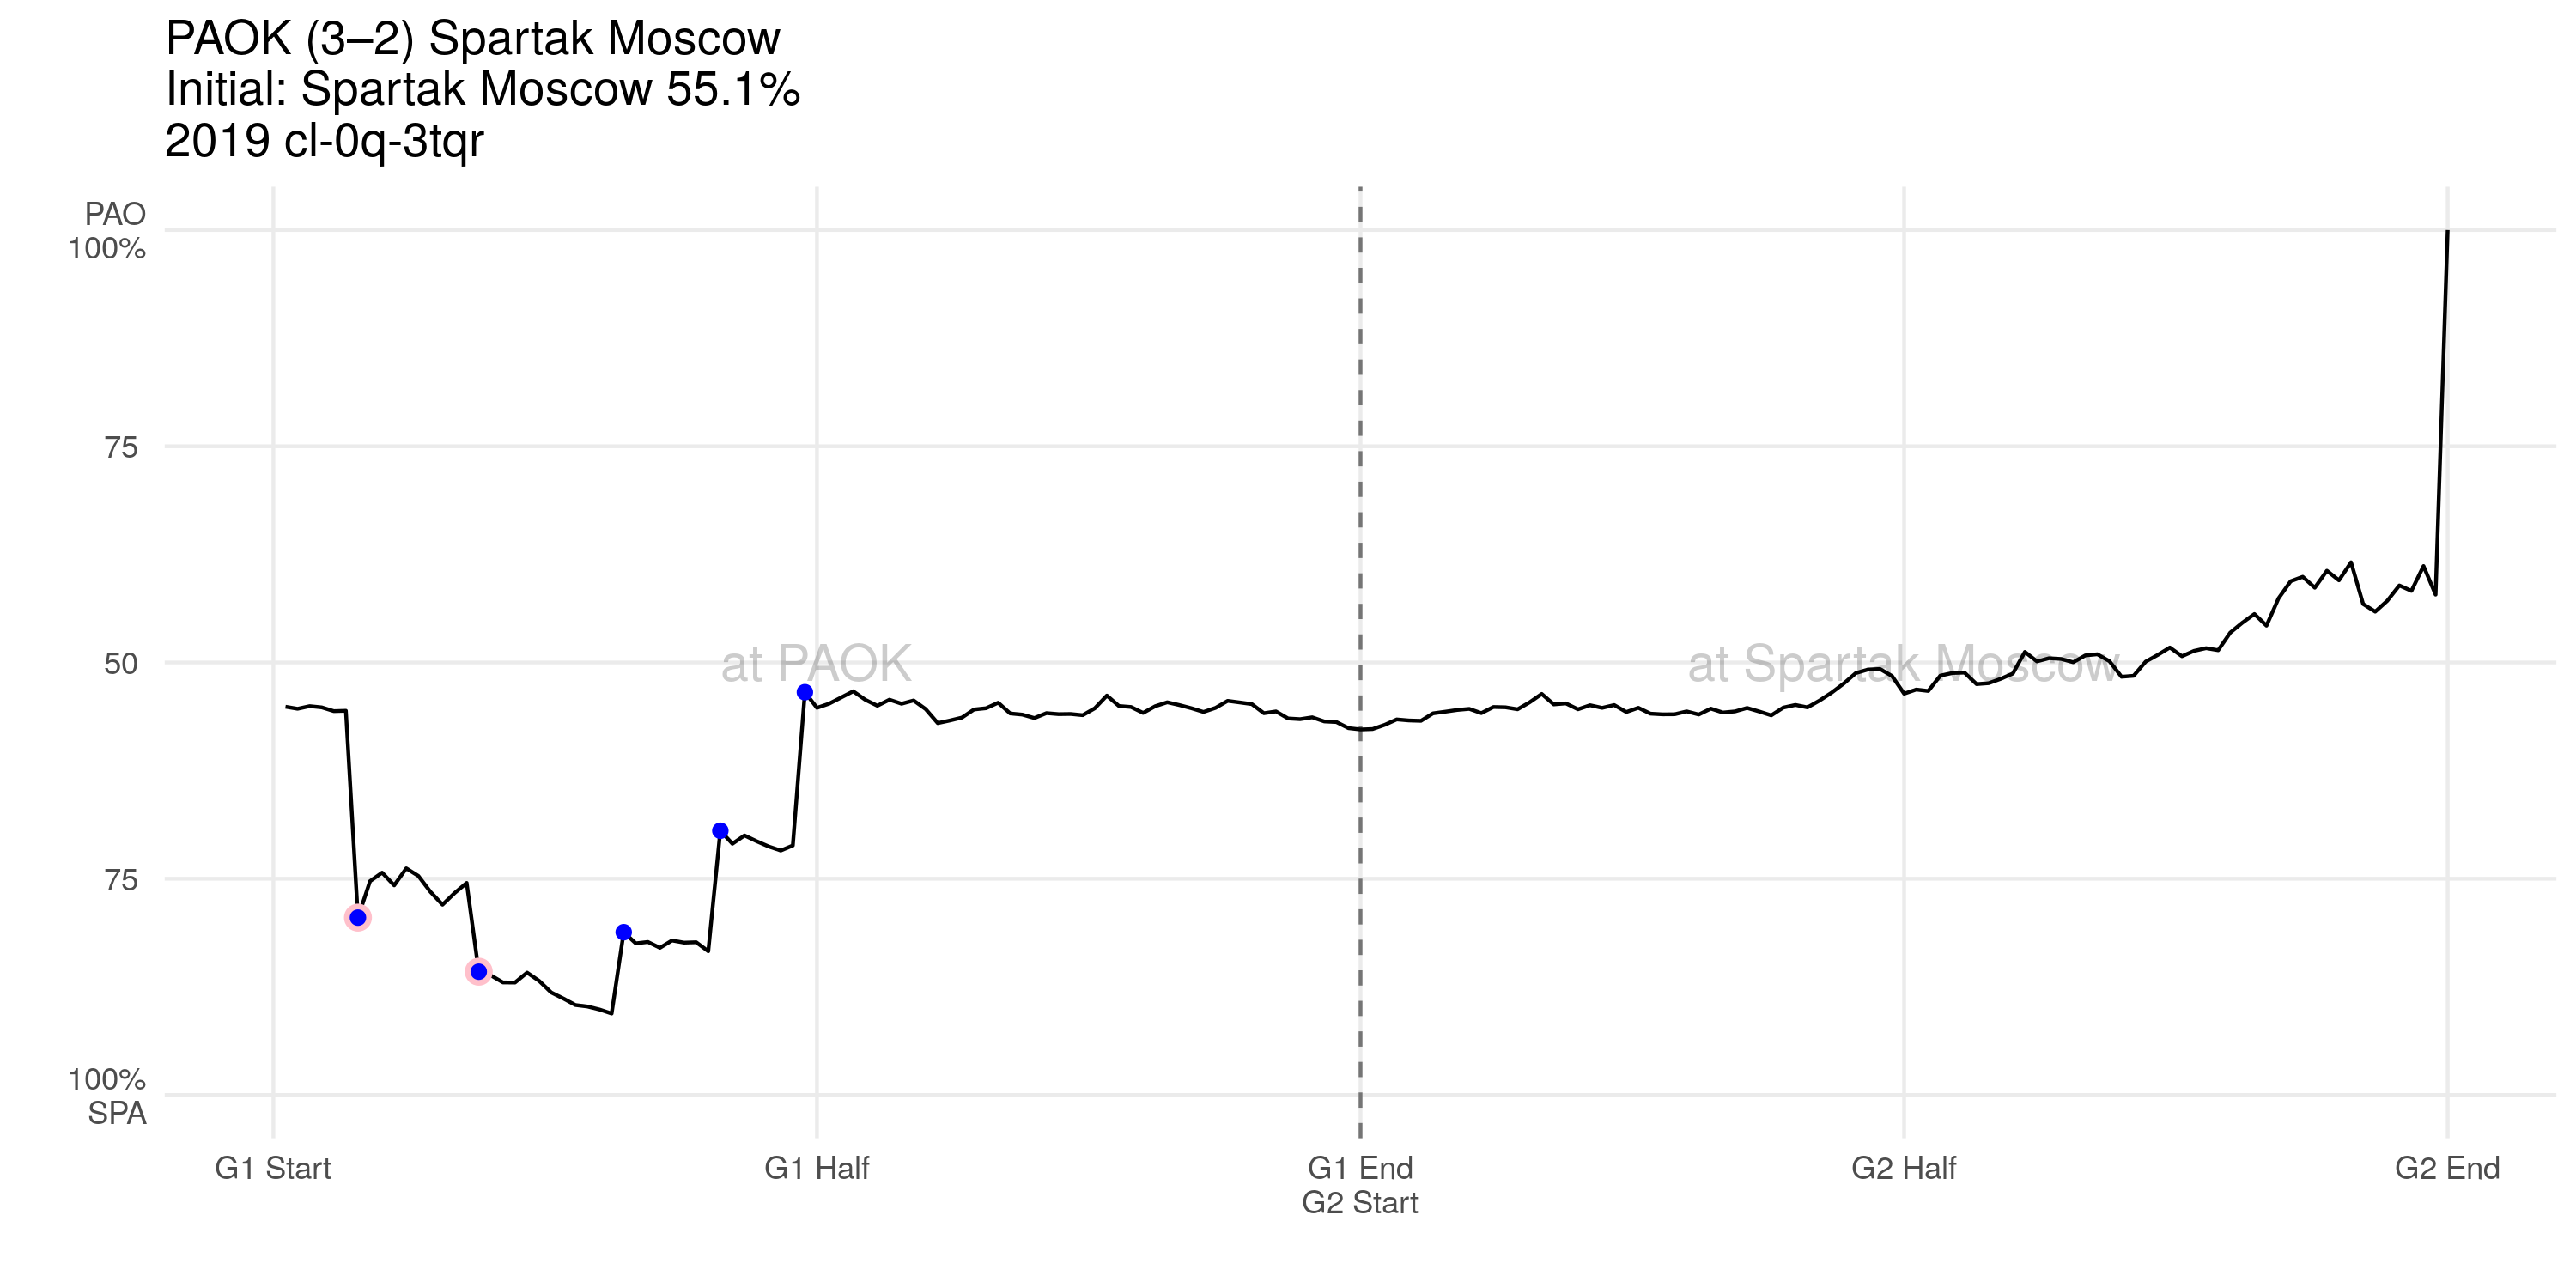 PAOK (3–2) Spartak Moscow
Initial: Spartak Moscow 55.1%
2019 cl-0q-3tqr
PAO
100%
75
50
75
100%
SPA
at PAOK
at Spartak Moscow
G1 Start
G1 Half
G1 End
G2 Start
G2 Half
G2 End